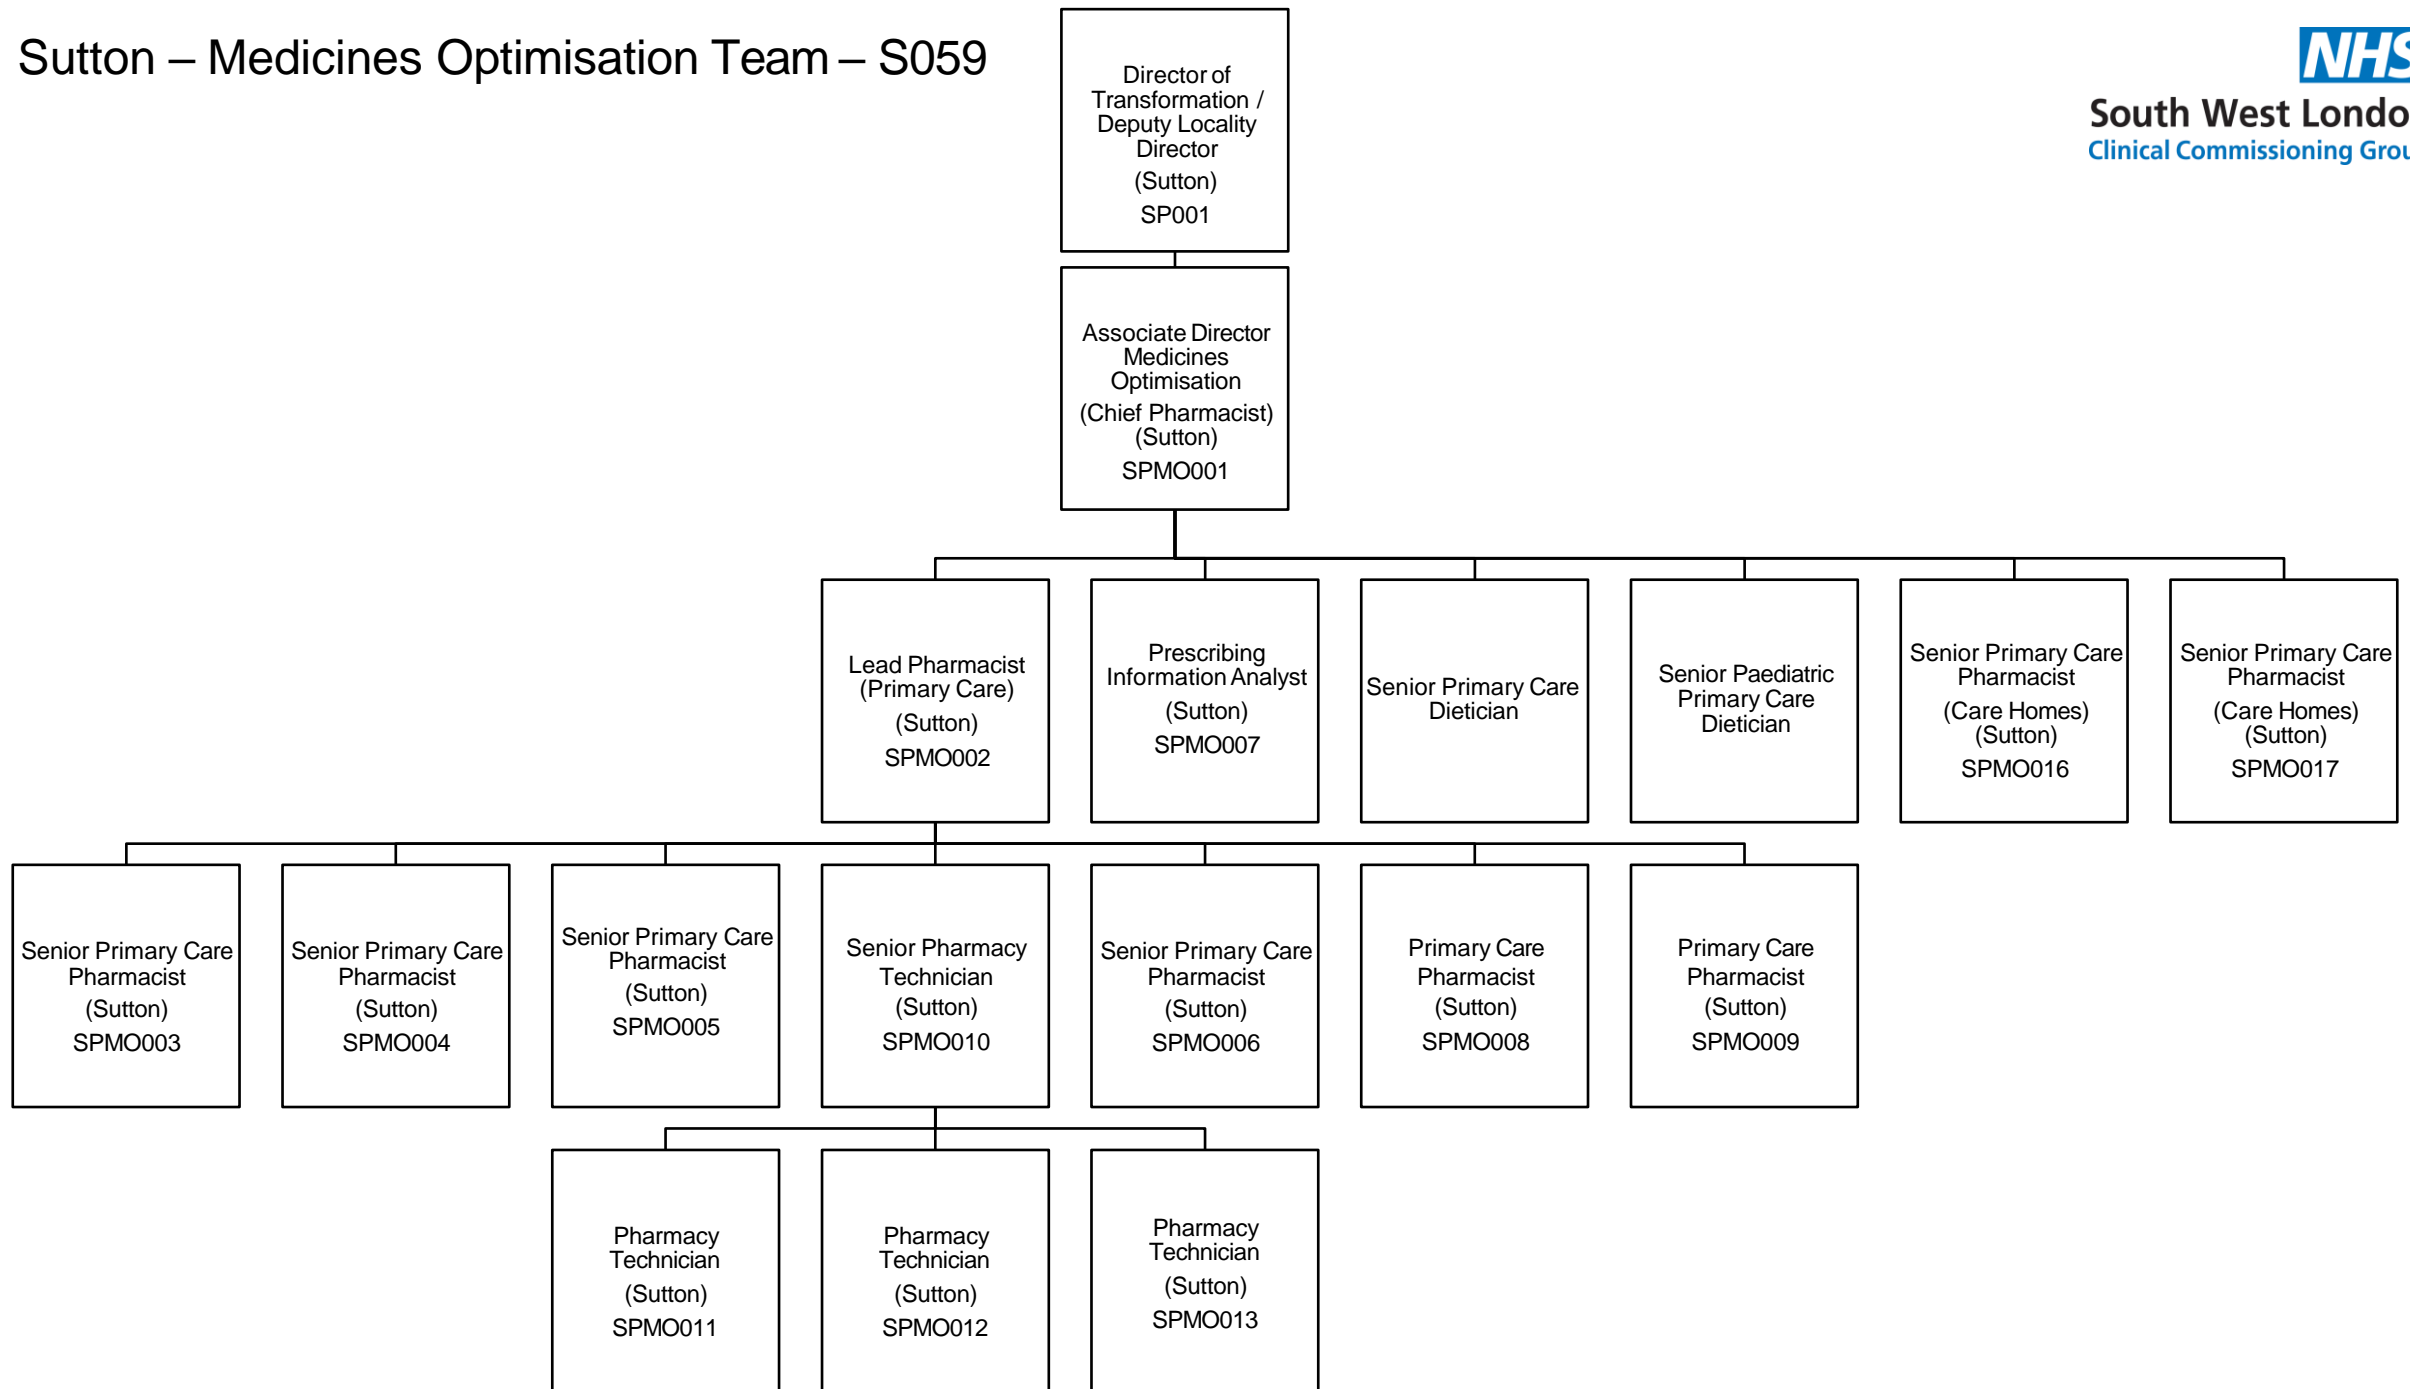 Sutton – Medicines Optimisation Team – S059
NHS
South West Londo
Clinical Commissioning Grou
Director of
Transformation /
Deputy Locality
Director
(Sutton)
SP001
Associate Director
Medicines
Optimisation
(Chief Pharmacist)
(Sutton)
SPMO001
Lead Pharmacist
(Primary Care)
(Sutton)
SPMO002
Prescribing
Information Analyst
(Sutton)
SPMO007
Senior Primary Care
Dietician
Senior Paediatric
Primary Care
Dietician
Senior Primary Care
Pharmacist
(Care Homes)
(Sutton)
SPMO016
Senior Primary Care
Pharmacist
(Care Homes)
(Sutton)
SPMO017
Senior Primary Care
Pharmacist
(Sutton)
SPMO003
Senior Primary Care
Pharmacist
(Sutton)
SPMO004
Senior Primary Care
Pharmacist
(Sutton)
SPMO005
Senior Pharmacy
Technician
(Sutton)
SPMO010
Senior Primary Care
Pharmacist
(Sutton)
SPMO006
Primary Care
Pharmacist
(Sutton)
SPMO008
Primary Care
Pharmacist
(Sutton)
SPMO009
Pharmacy
Technician
(Sutton)
SPMO011
Pharmacy
Technician
(Sutton)
SPMO012
Pharmacy
Technician
(Sutton)
SPMO013